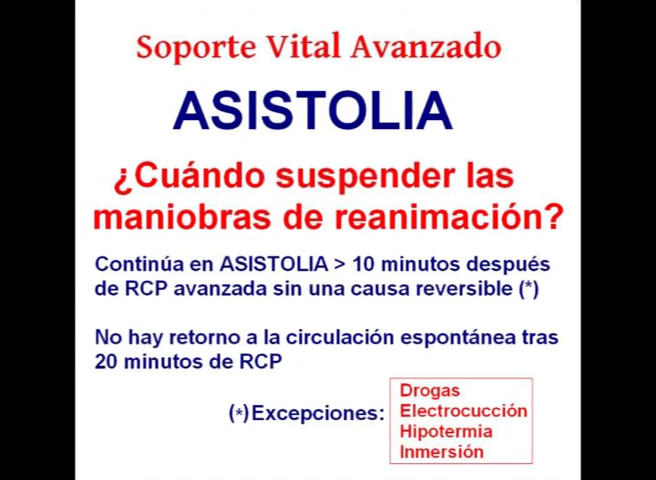 Soporte Vital Avanzado
ASISTOLIA
¿Cuándo suspender las
maniobras de reanimación?
Continúa en ASISTOLIA > 10 minutos después
de RCP avanzada sin una causa reversible (*)
No hay retorno a la circulación espontánea tras
20 minutos de RCP
(*)Excepciones:
Drogas
Electrocucción
Hipotermia
Inmersión